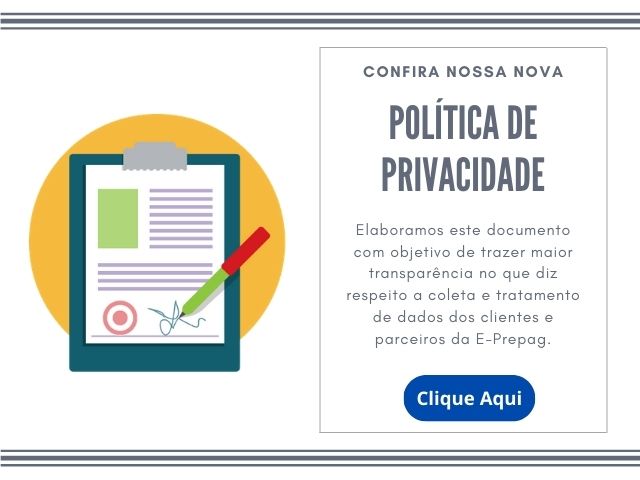 CONFIRA NOSSA NOVA
POLÍTICA DE
PRIVACIDADE
Elaboramos este documento
com objetivo de trazer maior
transparência no que diz
respeito a coleta e tratamento
de dados dos clientes e
parceiros da E-Prepag.
Clique Aqui